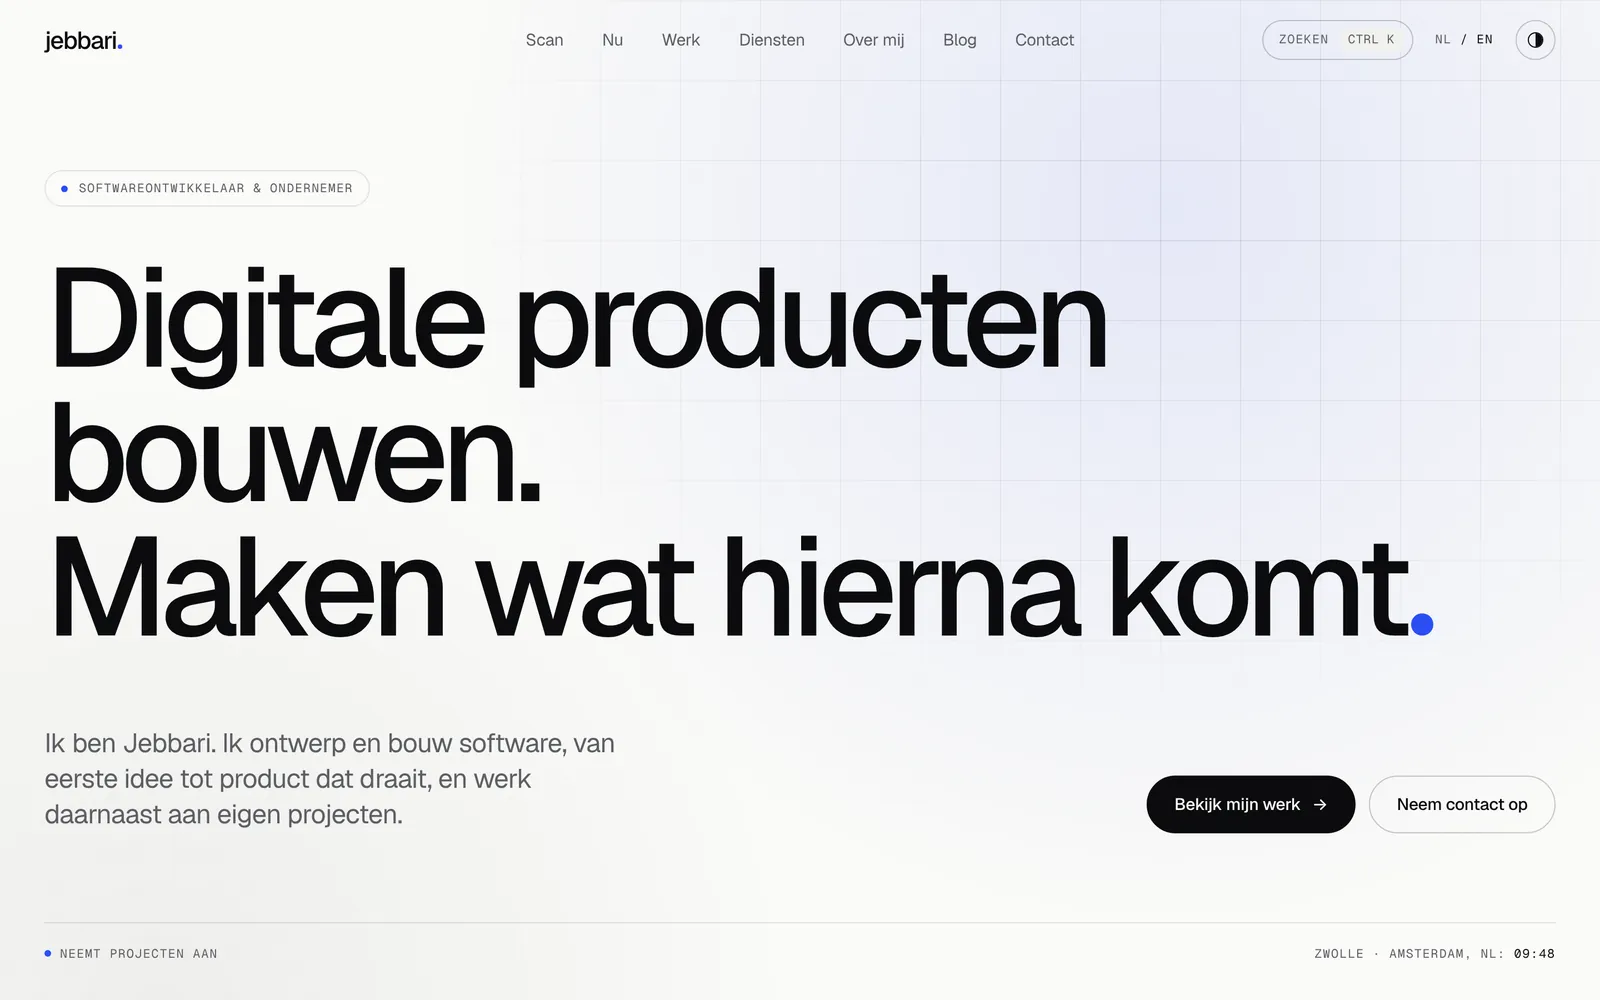 jebbari.
Scan Nu Werk Diensten Over mij Blog Contact
ZOEKEN CTRL K NL / EN
SOFTWAREONTWIKKELAAR & ONDERNEMER
Digitale producten
bouwen.
Maken wat hierna komt.
Ik ben Jebbari. Ik ontwerp en bouw software, van
eerste idee tot product dat draait, en werk
daarnaast aan eigen projecten.
Bekijk mijn werk →
Neem contact op
NEEMT PROJECTEN AAN
ZWOLLE · AMSTERDAM, NL: 09:48